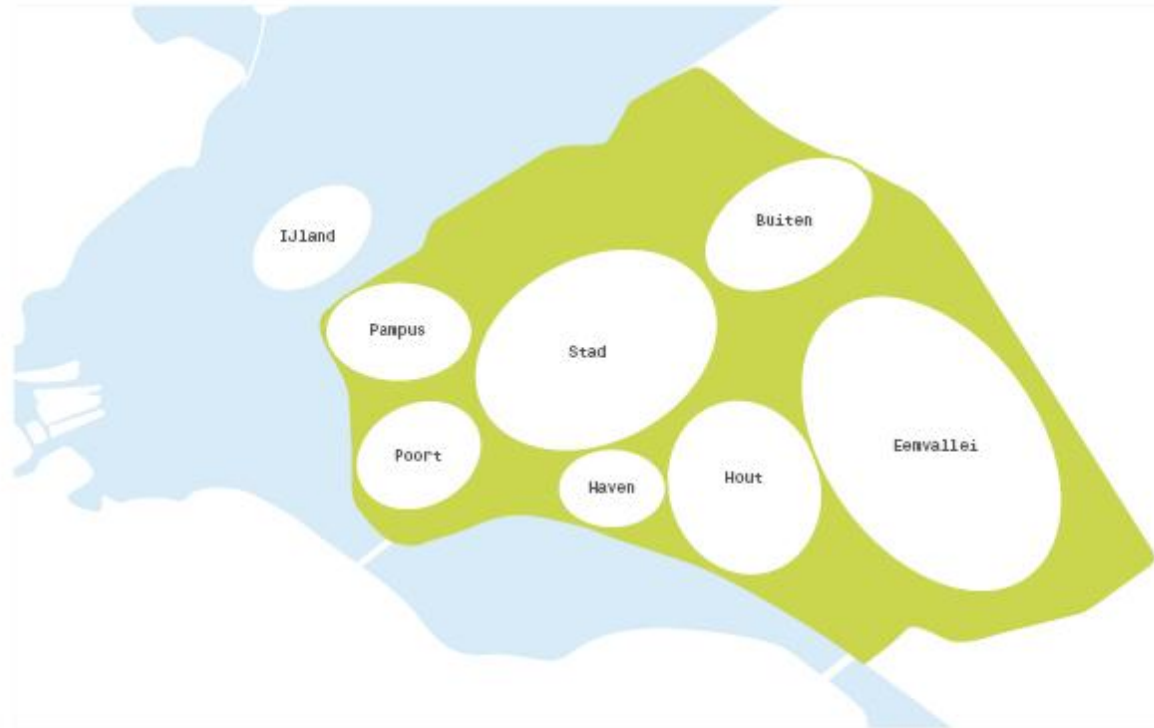 Buiten
IJland
Pampus
Stad
Eemvallei
Poort
Hout
Haven